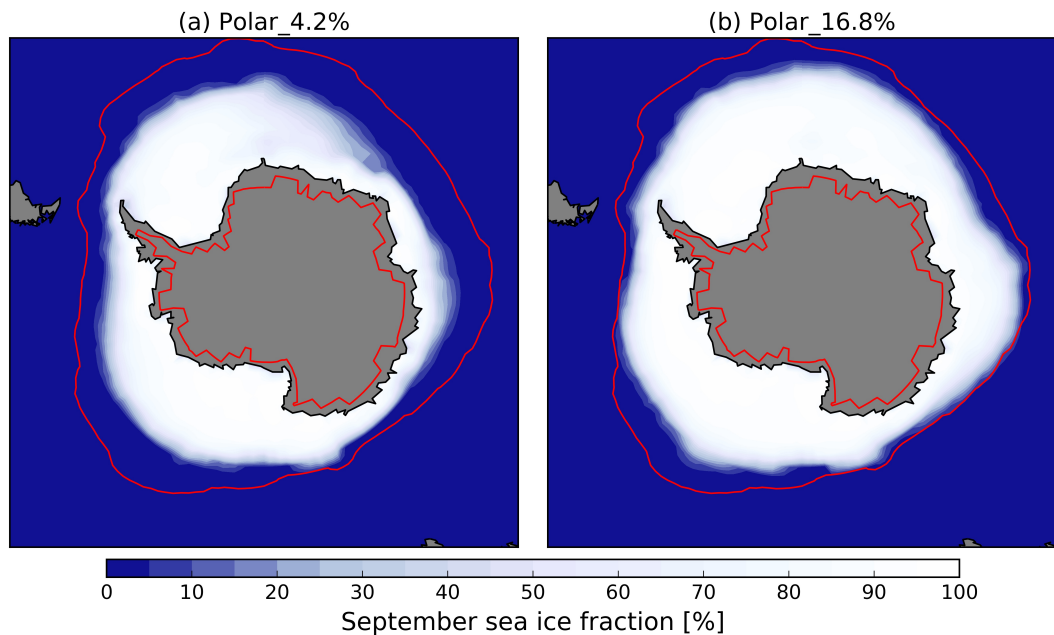 (a) Polar_4.2%
(b) Polar_16.8%
0 10 20 30 40 50 60 70 80 90 100
September sea ice fraction [%]